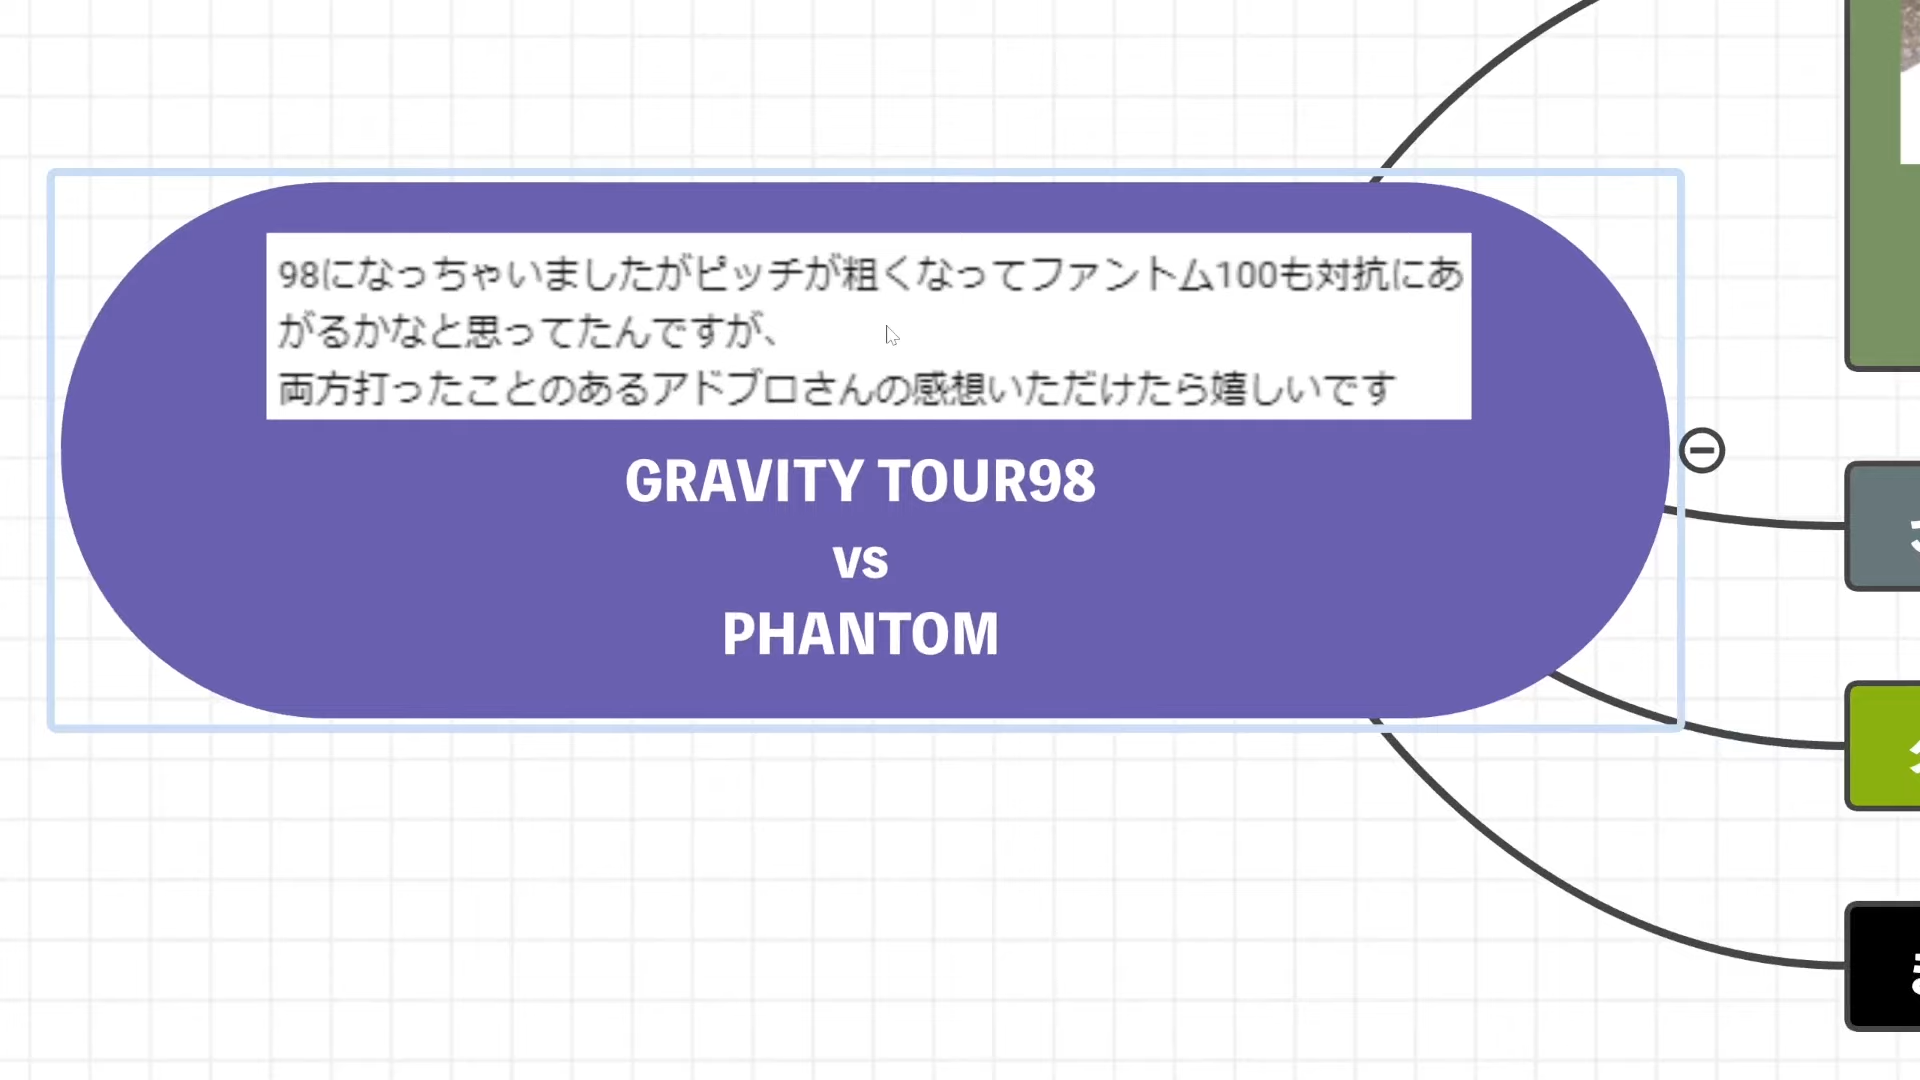 98になっちゃいましたがピッチが粗くなってファントム100も対抗にあ
がるかなと思ってたんですが、
両方打ったことのあるアドブロさんの感想いただけたら嬉しいです
GRAVITY TOUR98
vs
PHANTOM